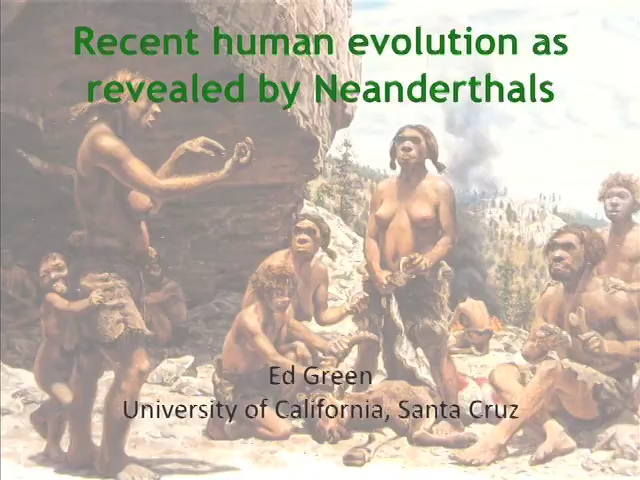 Recent human evolution as
revealed by Neanderthals
Ed Green
University of California, Santa Cruz